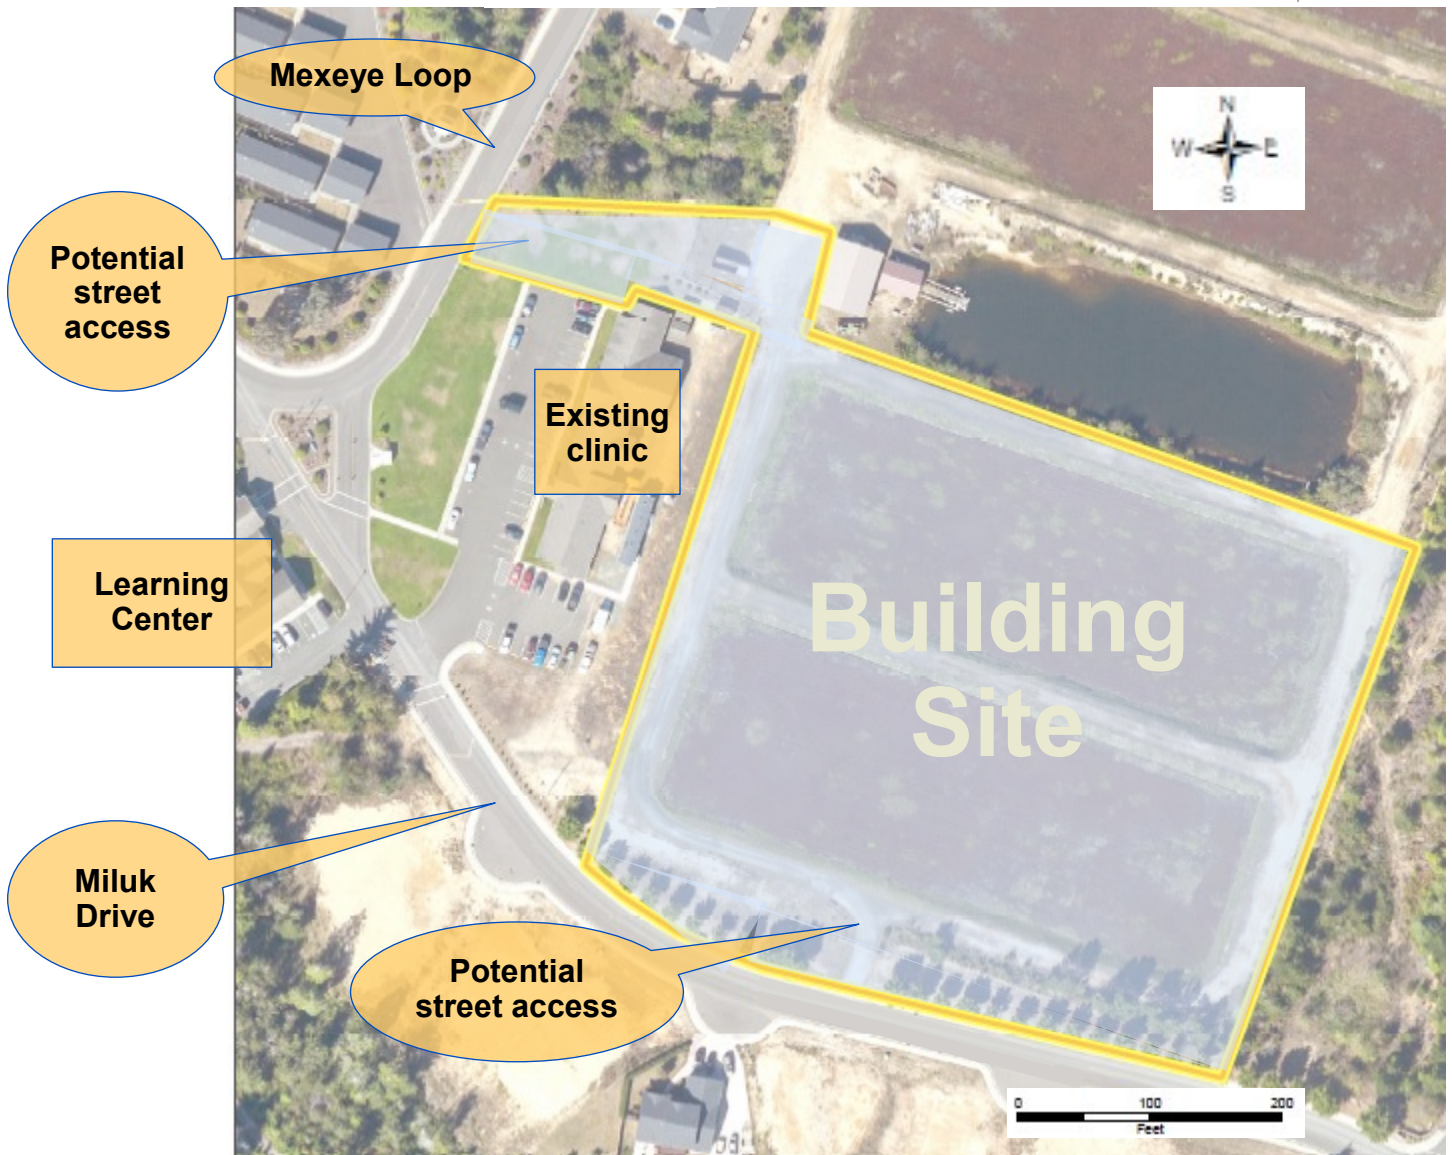 Mexeye Loop
N
W E
S
Potential
street
access
Existing
clinic
Learning
Center
Building
Site
Miluk
Drive
Potential
street access
0 100 200
Feet